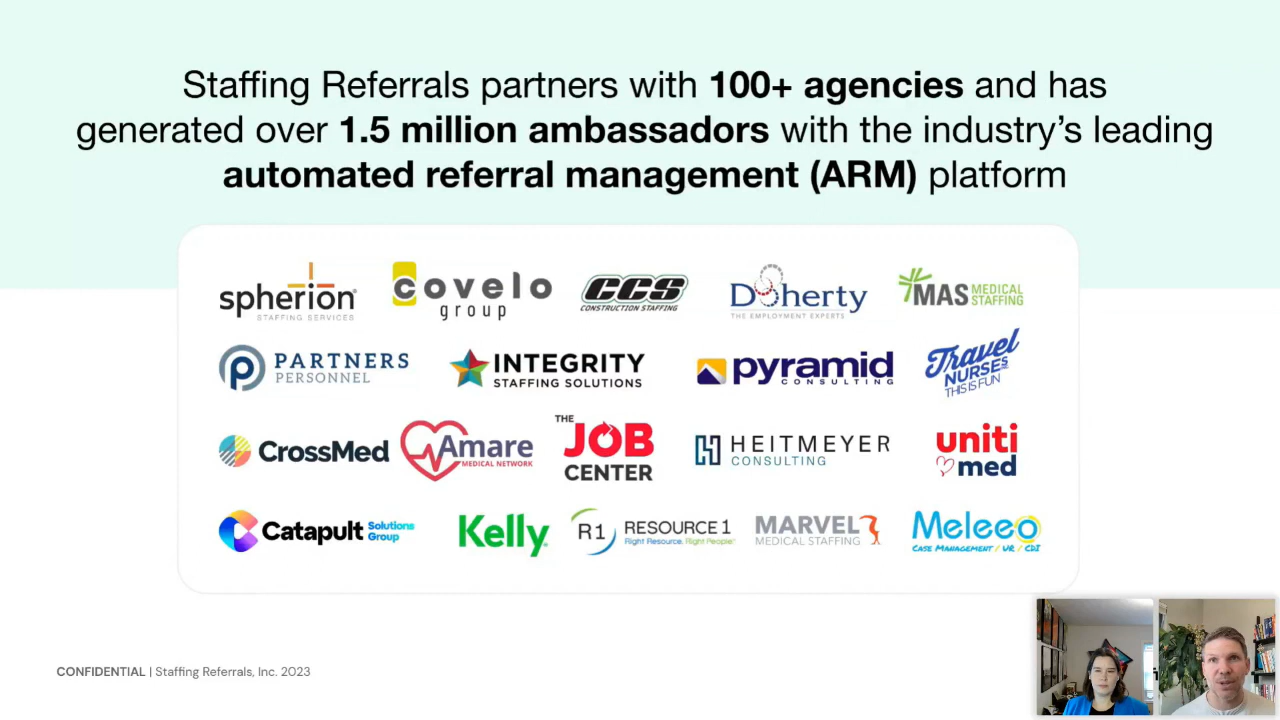 Staffing Referrals partners with 100+ agencies and has
generated over 1.5 million ambassadors with the industry's leading
automated referral management (ARM) platform
spherion
STAFFING SERVICES
covelo
group
CCS
CONSTRUCTION STAFFING
Doherty
THE EMPLOYMENT EXPERTS
MAS MEDICAL
STAFFING
PARTNERS
PERSONNEL
INTEGRITY
STAFFING SOLUTIONS
pyramid
CONSULTING
Travel
NURSES
THIS IS FUN
CrossMed
Amare
MEDICAL NETWORK
THE
JOB
CENTER
HEITMEYER
CONSULTING
uniti
med
Catapult Solutions
Group
Kelly
R1 RESOURCE 1
Right Resource. Right People.
MARVEL
MEDICAL STAFFING
Meleeo
CASE MANAGEMENT / VR / CDI
CONFIDENTIAL | Staffing Referrals, Inc. 2023